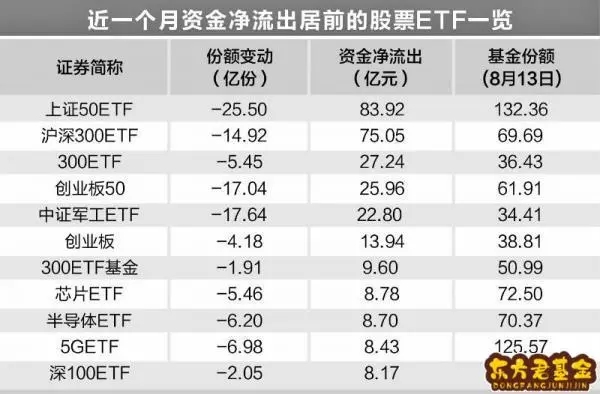 近一个月资金净流出居前的股票ETF一览
证券简称 份额变动（亿份） 资金净流出（亿元） 基金份额（8月13日）
上证50ETF −25.50 83.92 132.36
沪深300ETF −14.92 75.05 69.69
300ETF −5.45 27.24 36.43
创业板50 −17.04 25.96 61.91
中证军工ETF −17.64 22.80 34.41
创业板 −4.18 13.94 38.81
300ETF基金 −1.91 9.60 50.99
芯片ETF −5.46 8.78 72.50
半导体ETF −6.20 8.70 70.37
5GETF −6.98 8.43 125.57
深100ETF −2.05 8.17
东方君基金
DONGFANGJUNJIJIN